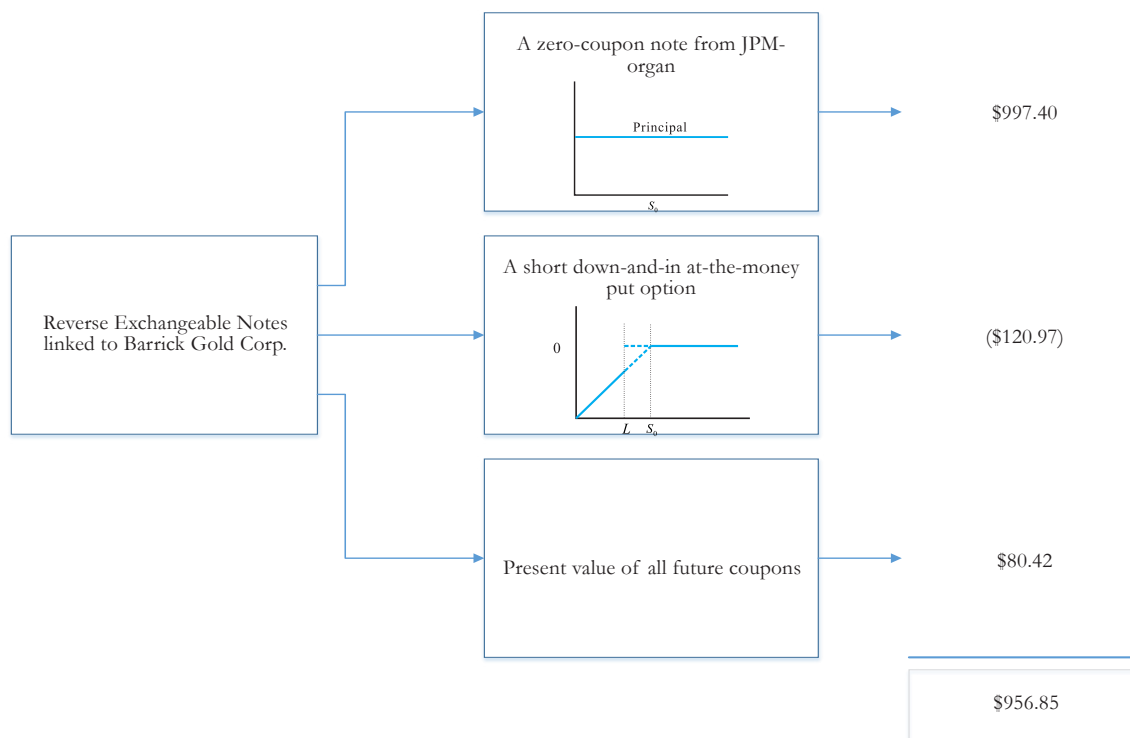 A zero-coupon note from JPM-
organ
Principal
S₀
$997.40
Reverse Exchangeable Notes
linked to Barrick Gold Corp.
A short down-and-in at-the-money
put option
0
L S₀
($120.97)
Present value of all future coupons
$80.42
$956.85